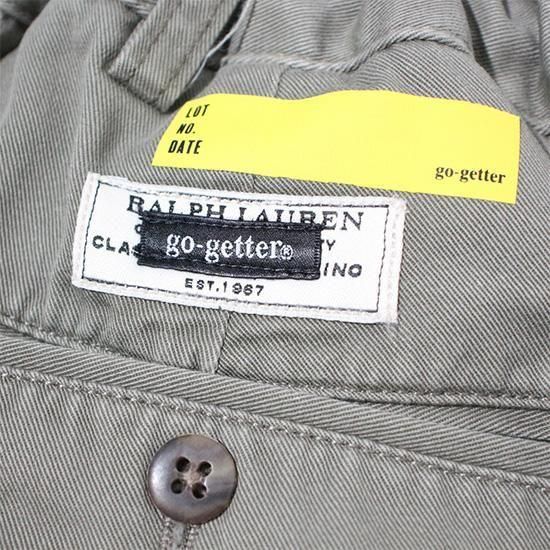 LOT
NO.
DATE
go-getter
RALPH LAUREN
go-getter®
CLAS
INO
EST.1967